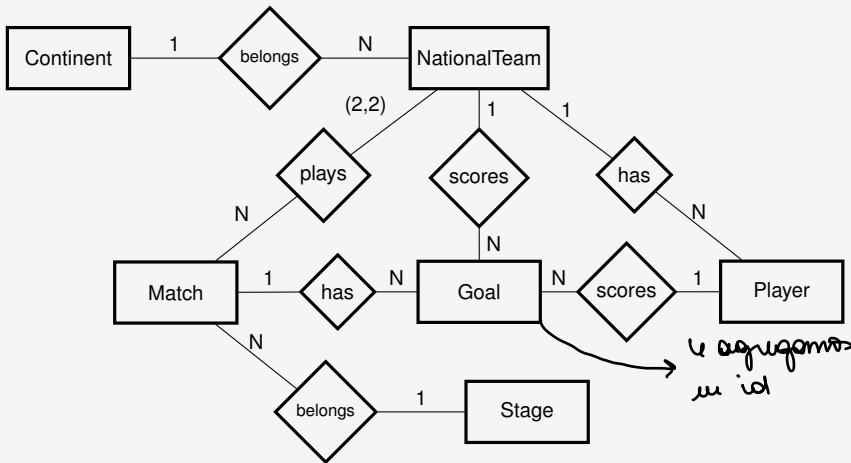 Continent 1 belongs N NationalTeam
(2,2) 1 1
plays scores has
N N N
Match 1 has N Goal N scores 1 Player
N
le agregamos
un id
belongs 1 Stage